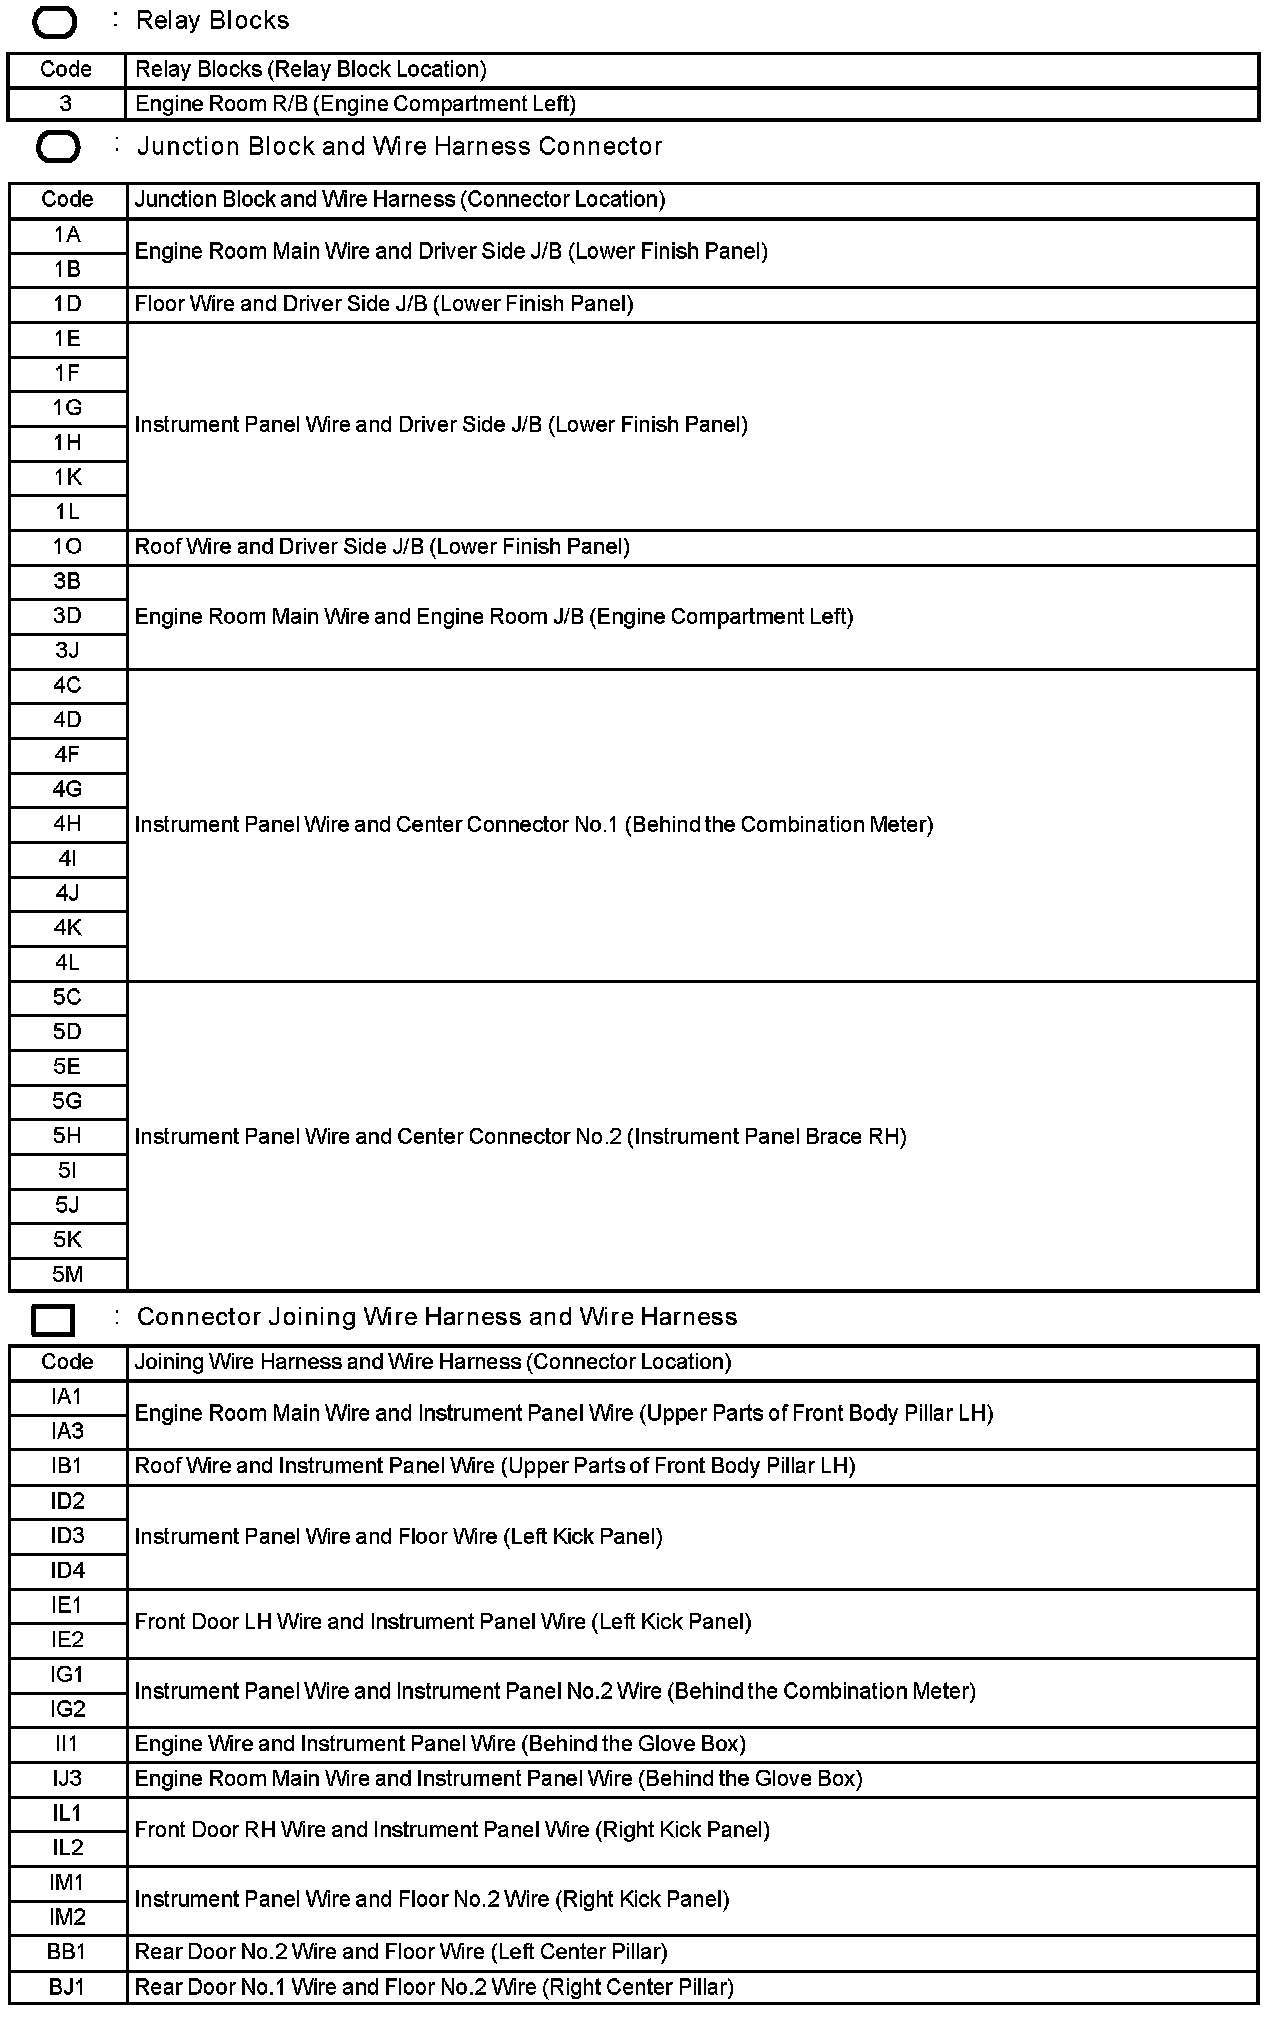 : Relay Blocks
Code Relay Blocks (Relay Block Location)
3 Engine Room R/B (Engine Compartment Left)
: Junction Block and Wire Harness Connector
Code Junction Block and Wire Harness (Connector Location)
1A
Engine Room Main Wire and Driver Side J/B (Lower Finish Panel)
1B
1D Floor Wire and Driver Side J/B (Lower Finish Panel)
1E
1F
1G
Instrument Panel Wire and Driver Side J/B (Lower Finish Panel)
1H
1K
1L
1O Roof Wire and Driver Side J/B (Lower Finish Panel)
3B
3D Engine Room Main Wire and Engine Room J/B (Engine Compartment Left)
3J
4C
4D
4F
4G
4H Instrument Panel Wire and Center Connector No.1 (Behind the Combination Meter)
4I
4J
4K
4L
5C
5D
5E
5G
5H Instrument Panel Wire and Center Connector No.2 (Instrument Panel Brace RH)
5I
5J
5K
5M
: Connector Joining Wire Harness and Wire Harness
Code Joining Wire Harness and Wire Harness (Connector Location)
IA1
Engine Room Main Wire and Instrument Panel Wire (Upper Parts of Front Body Pillar LH)
IA3
IB1 Roof Wire and Instrument Panel Wire (Upper Parts of Front Body Pillar LH)
ID2
ID3 Instrument Panel Wire and Floor Wire (Left Kick Panel)
ID4
IE1
Front Door LH Wire and Instrument Panel Wire (Left Kick Panel)
IE2
IG1
Instrument Panel Wire and Instrument Panel No.2 Wire (Behind the Combination Meter)
IG2
II1 Engine Wire and Instrument Panel Wire (Behind the Glove Box)
IJ3 Engine Room Main Wire and Instrument Panel Wire (Behind the Glove Box)
IL1
Front Door RH Wire and Instrument Panel Wire (Right Kick Panel)
IL2
IM1
Instrument Panel Wire and Floor No.2 Wire (Right Kick Panel)
IM2
BB1 Rear Door No.2 Wire and Floor Wire (Left Center Pillar)
BJ1 Rear Door No.1 Wire and Floor No.2 Wire (Right Center Pillar)